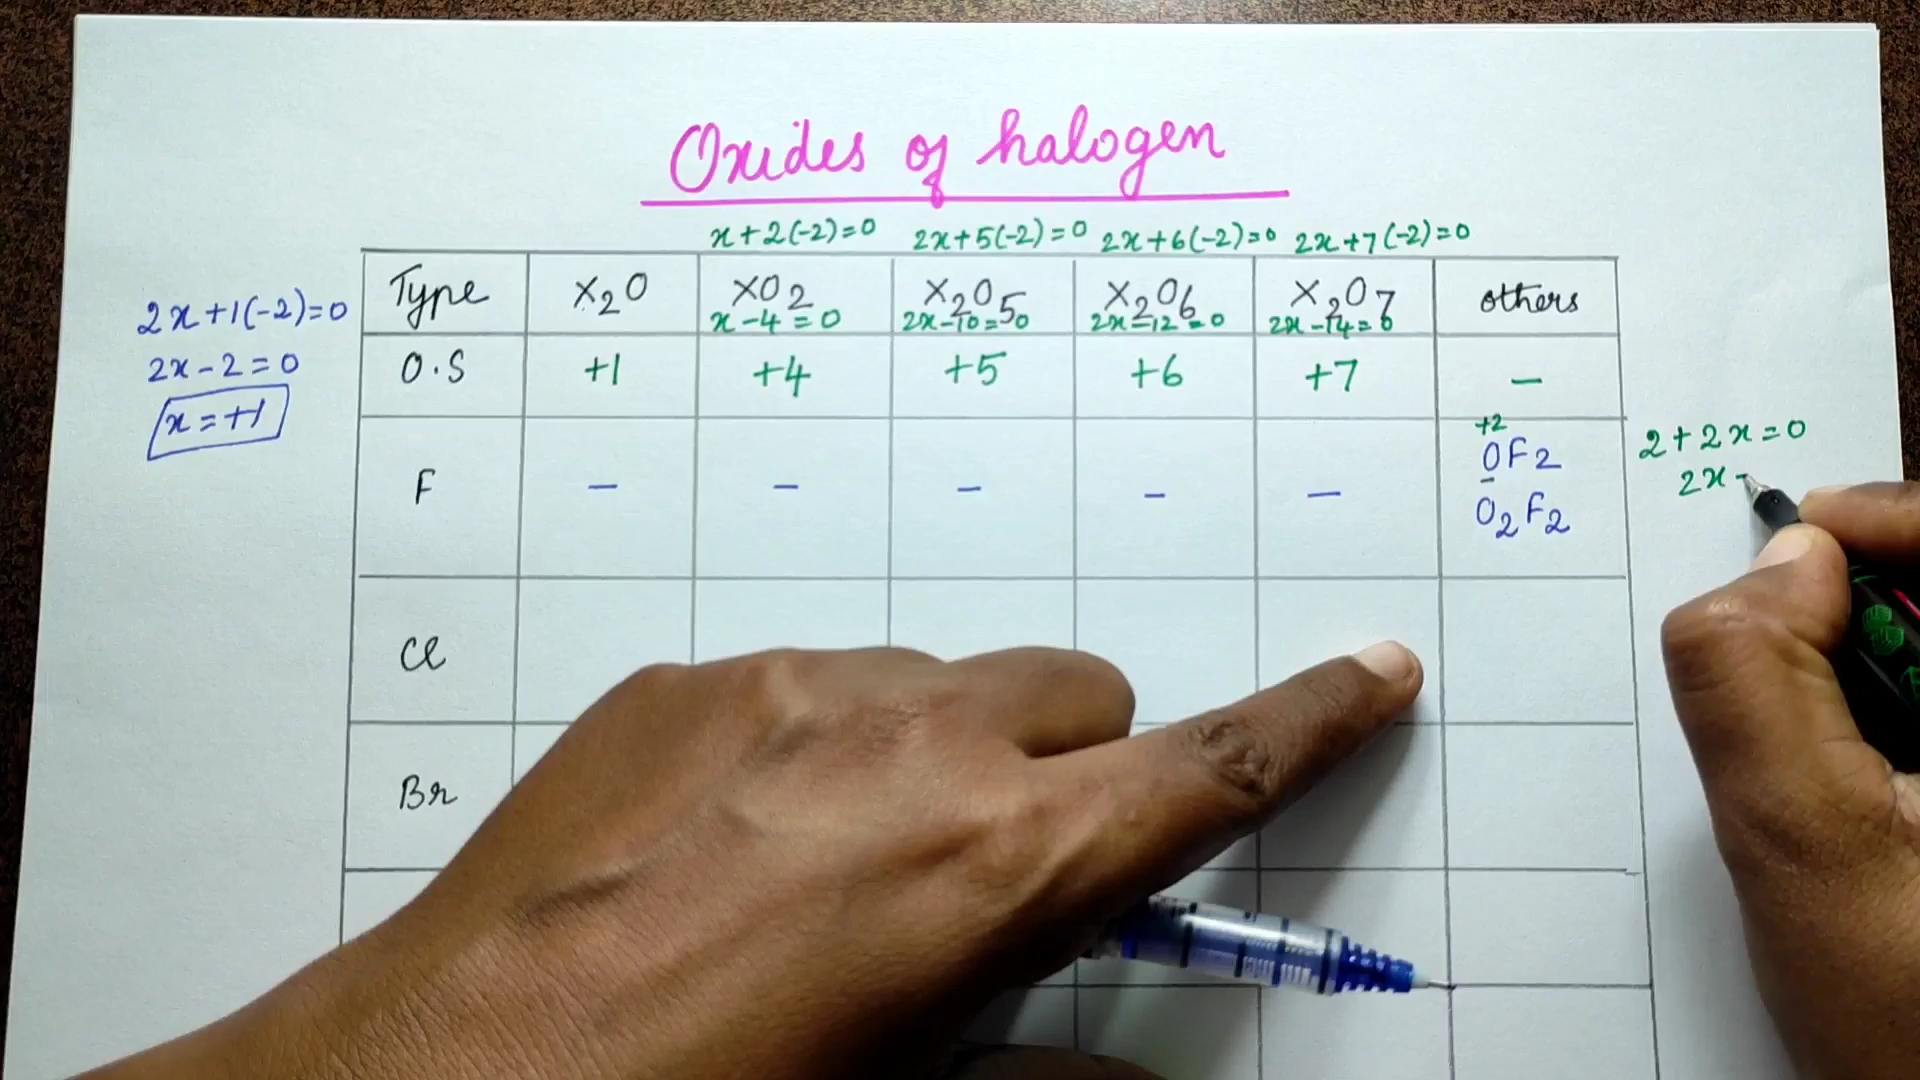 Oxides of halogen
x+2(-2)=0 2x+5(-2)=0 2x+6(-2)=0 2x+7(-2)=0
Type X2O XO2 X2O5 X2O6 X2O7 others
x-4=0 2x-10=0 2x-12=0 2x-14=0
2x+1(-2)=0
2x-2=0
x=+1
O.S +1 +4 +5 +6 +7 -
+2
F - - - - - OF2
O2F2
2+2x=0
2x-
Cl
Br